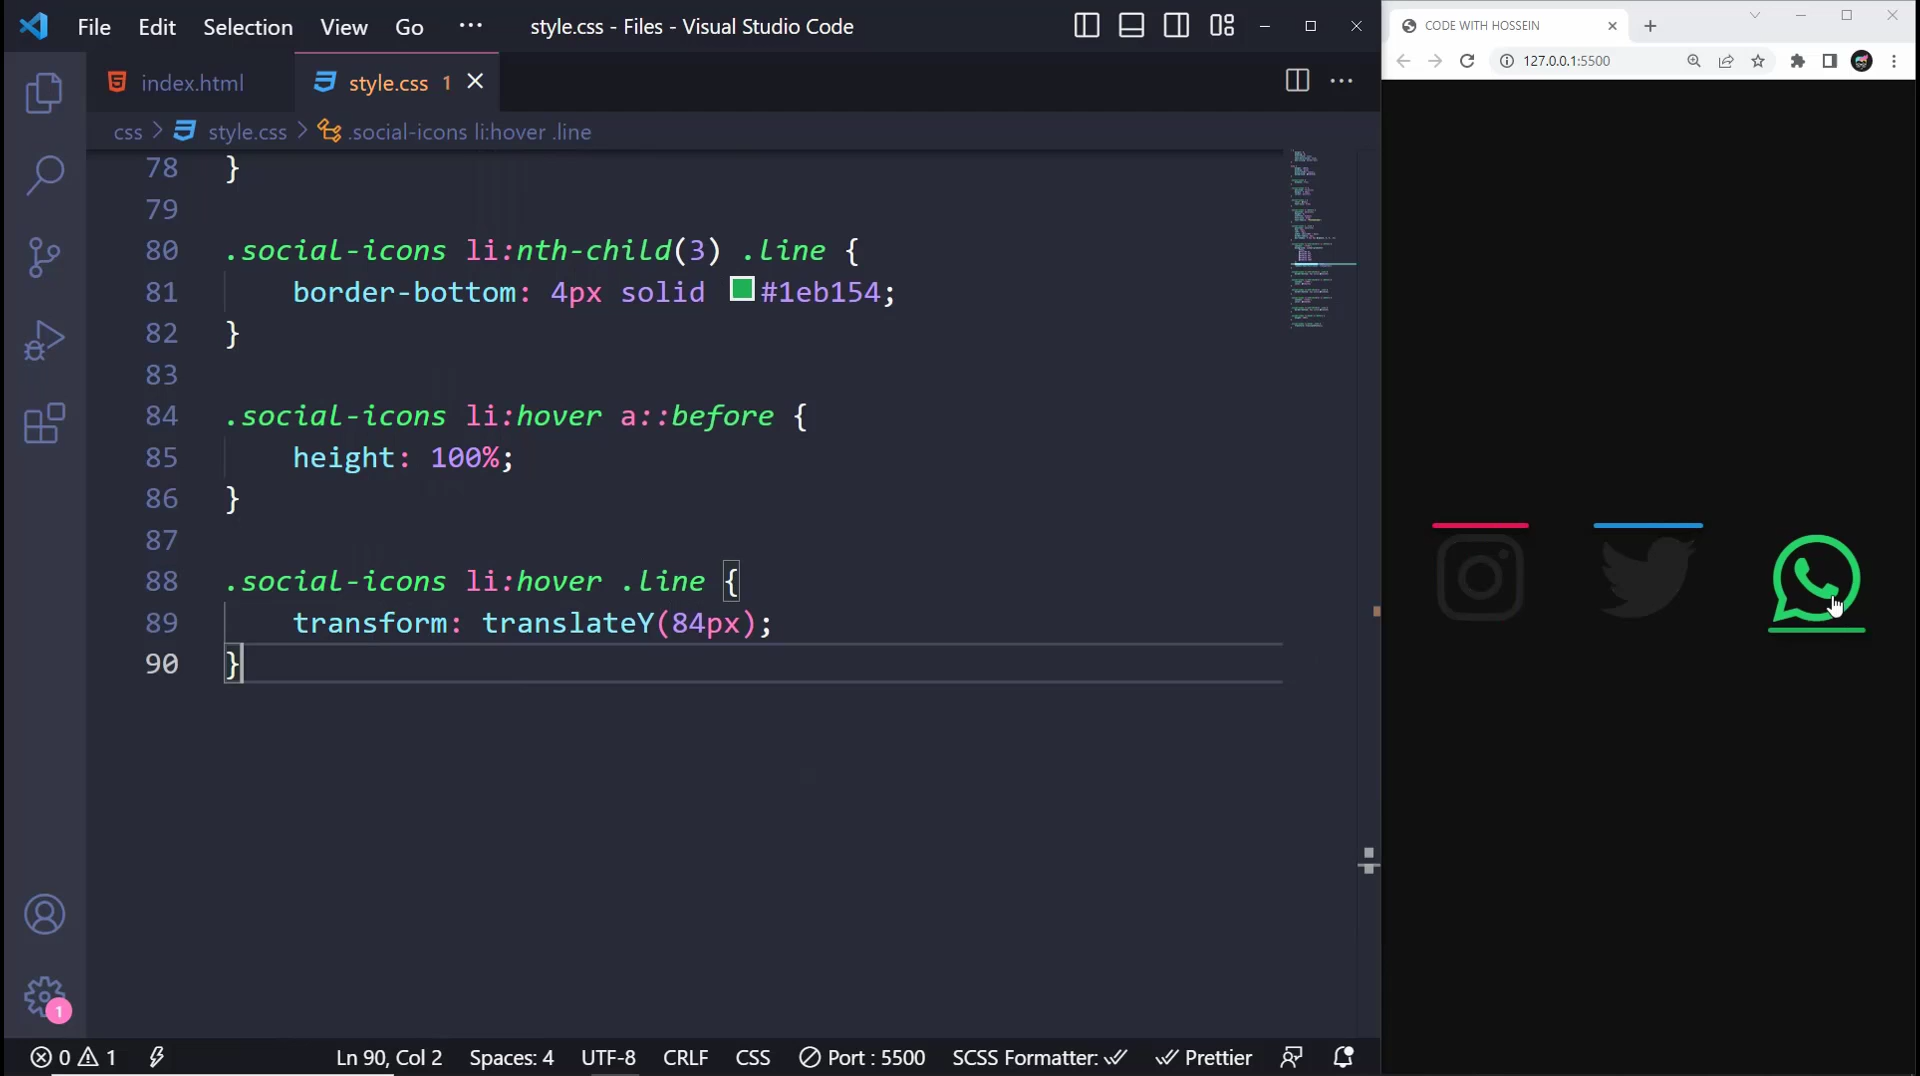 File Edit Selection View Go ··· style.css - Files - Visual Studio Code
index.html style.css 1
css > style.css > .social-icons li:hover .line
78 }
79
80 .social-icons li:nth-child(3) .line {
81 border-bottom: 4px solid #1eb154;
82 }
83
84 .social-icons li:hover a::before {
85 height: 100%;
86 }
87
88 .social-icons li:hover .line {
89 transform: translateY(84px);
90 }
1
0 1 Ln 90, Col 2 Spaces: 4 UTF-8 CRLF CSS Port : 5500 SCSS Formatter: Prettier
CODE WITH HOSSEIN
127.0.0.1:5500